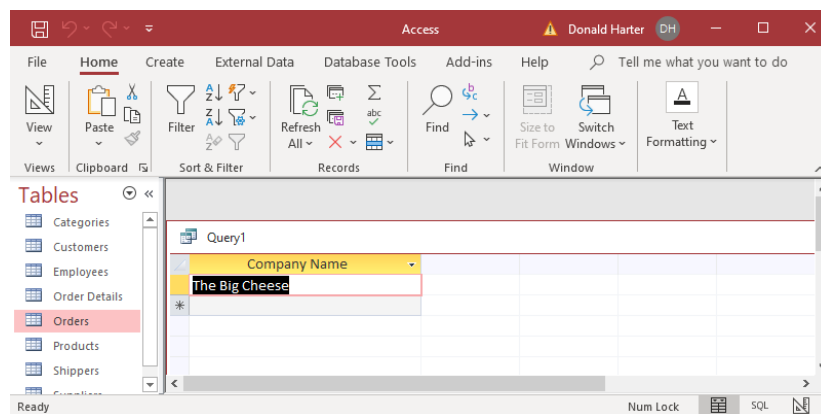 Access
Donald Harter DH
File Home Create External Data Database Tools Add-ins Help Tell me what you want to do
View Paste Filter Refresh All Find Size to Fit Form Switch Windows Text Formatting
abc
Views Clipboard Sort & Filter Records Find Window
Tables
Categories
Customers
Employees
Order Details
Orders
Products
Shippers
Suppliers
Query1
Company Name
The Big Cheese
Ready Num Lock SQL